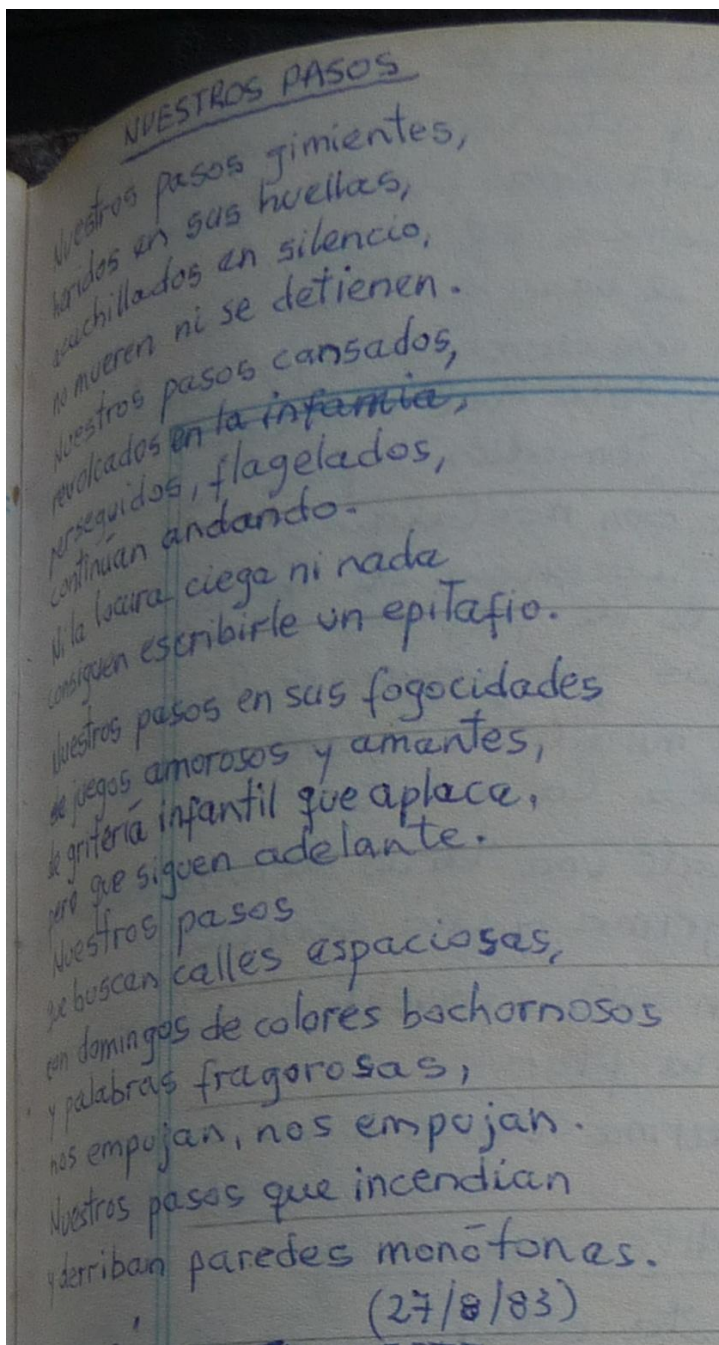 NUESTROS PASOS
Nuestros pasos gimientes,
heridos en sus huellas,
acuchillados en silencio,
no mueren ni se detienen.
Nuestros pasos cansados,
revolcados en la infamia,
perseguidos, flagelados,
continúan andando.
Ni la locura ciega ni nada
consiguen escribirle un epitafio.
Nuestros pasos en sus fogocidades
de juegos amorosos y amantes,
de gritería infantil que aplaca,
pero que siguen adelante.
Nuestros pasos
que buscan calles espaciosas,
con domingos de colores bochornosos
y palabras fragorosas,
nos empujan, nos empujan.
Nuestros pasos que incendian
y derriban paredes monótonas.
(27/8/83)